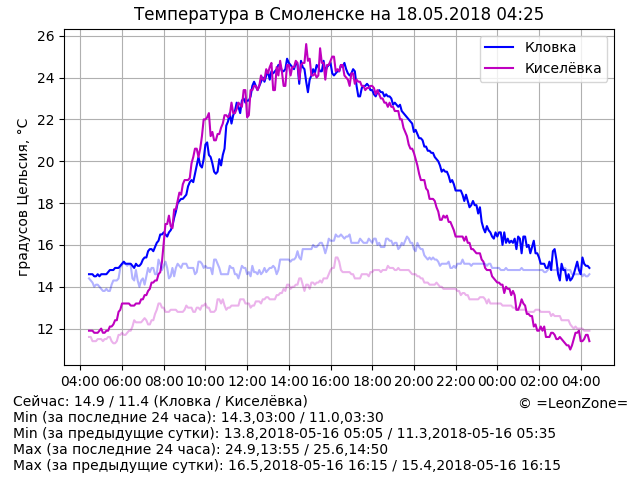 Температура в Смоленске на 18.05.2018 04:25
градусов Цельсия, °C
26
24
22
20
18
16
14
12
Кловка
Киселёвка
04:00 06:00 08:00 10:00 12:00 14:00 16:00 18:00 20:00 22:00 00:00 02:00 04:00
Сейчас: 14.9 / 11.4 (Кловка / Киселёвка)
© =LeonZone=
Min (за последние 24 часа): 14.3,03:00 / 11.0,03:30
Min (за предыдущие сутки): 13.8,2018-05-16 05:05 / 11.3,2018-05-16 05:35
Max (за последние 24 часа): 24.9,13:55 / 25.6,14:50
Max (за предыдущие сутки): 16.5,2018-05-16 16:15 / 15.4,2018-05-16 16:15